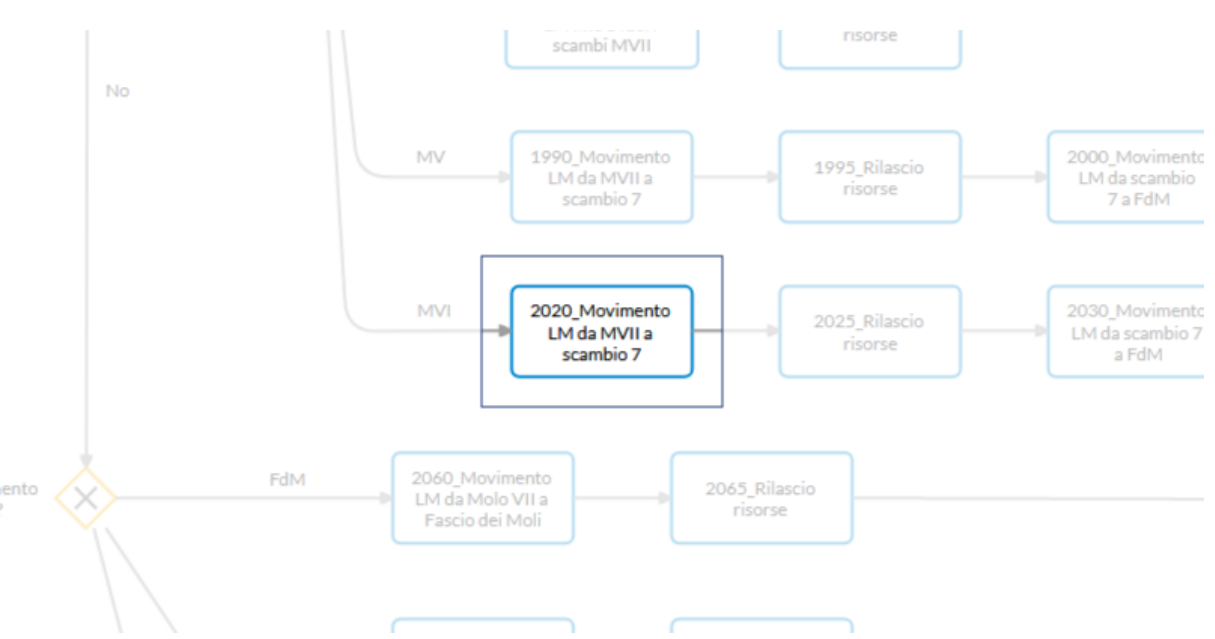 scambi MVII
risorse
No
MV
1990_Movimento
LM da MVII a
scambio 7
1995_Rilascio
risorse
2000_Movimento
LM da scambio
7 a FdM
MVI
2020_Movimento
LM da MVII a
scambio 7
2025_Rilascio
risorse
2030_Movimento
LM da scambio 7
a FdM
ento
?
FdM
2060_Movimento
LM da Molo VII a
Fascio dei Moli
2065_Rilascio
risorse